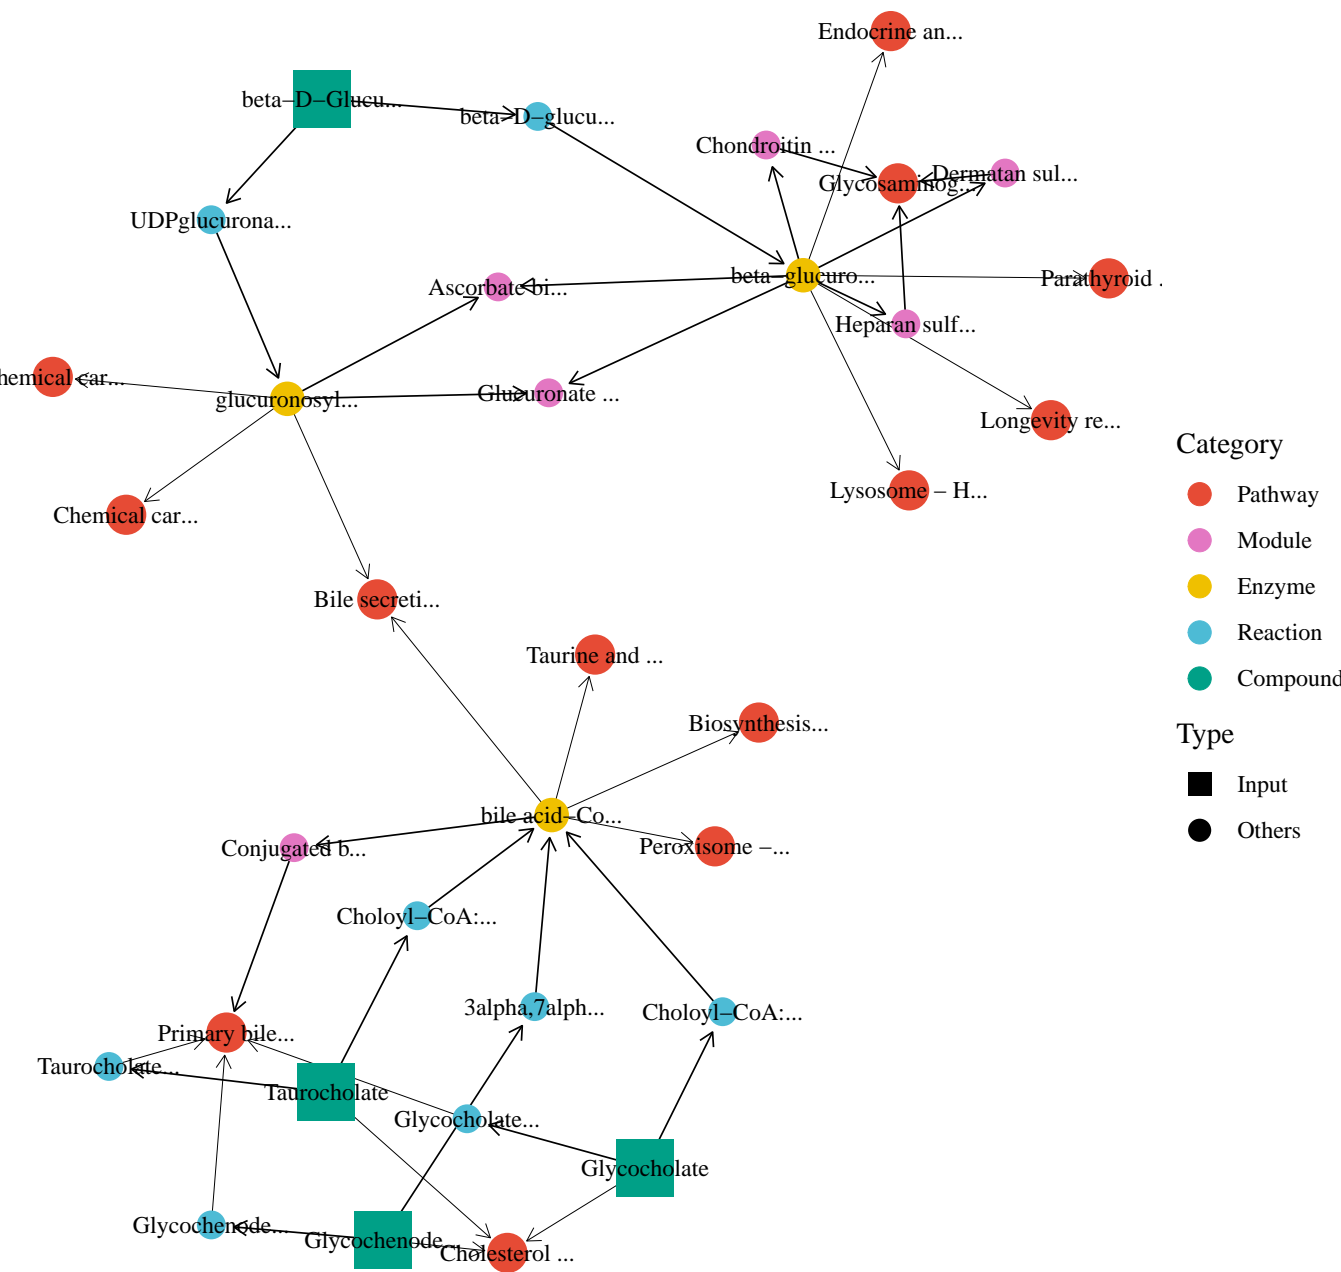 Endocrine an...
beta−D−Glucu...
beta−D−glucu...
Chondroitin ...
Glycosaminog...
Dermatan sul...
UDPglucurona...
beta−glucuro...
Parathyroid .
Ascorbate bi...
Heparan sulf...
hemical car...
glucuronosyl...
Glucuronate ...
Longevity re...
Lysosome − H...
Chemical car...
Bile secreti...
Taurine and ...
Biosynthesis...
bile acid−Co...
Peroxisome −...
Conjugated b...
Choloyl−CoA:...
3alpha,7alph...
Choloyl−CoA:...
Primary bile...
Taurocholate...
Taurocholate
Glycocholate...
Glycocholate
Glycochenode...
Glycochenode...
Cholesterol ...
Category
Pathway
Module
Enzyme
Reaction
Compound
Type
Input
Others